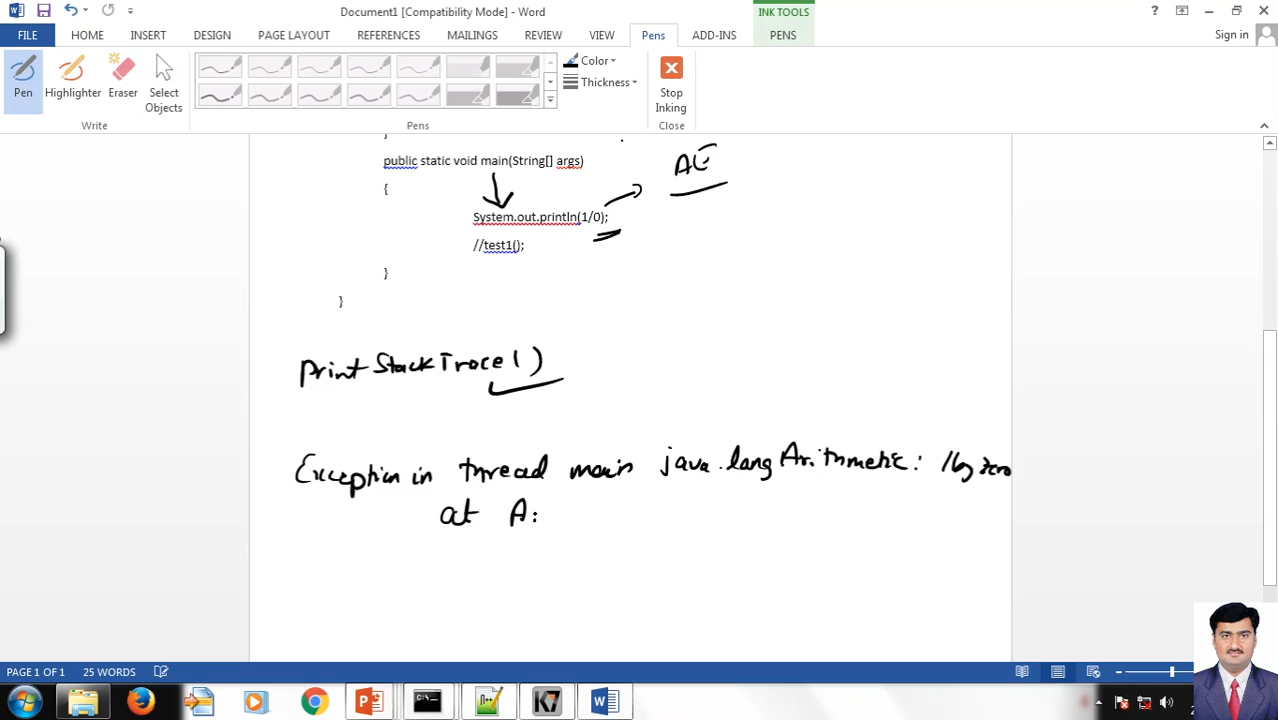 Document1 [Compatibility Mode] - Word
INK TOOLS
?
FILE HOME INSERT DESIGN PAGE LAYOUT REFERENCES MAILINGS REVIEW VIEW Pens ADD-INS PENS Sign in
Pen Highlighter Eraser Select Objects
Color
Thickness
Stop Inking
Write Pens Close
}
public static void main(String[] args)
AE
{
System.out.println(1/0);
//test1();
}
}
PrintStackTrace()
Exception in thread main java.lang Arithmetic: / by zero
at A:
PAGE 1 OF 1 25 WORDS